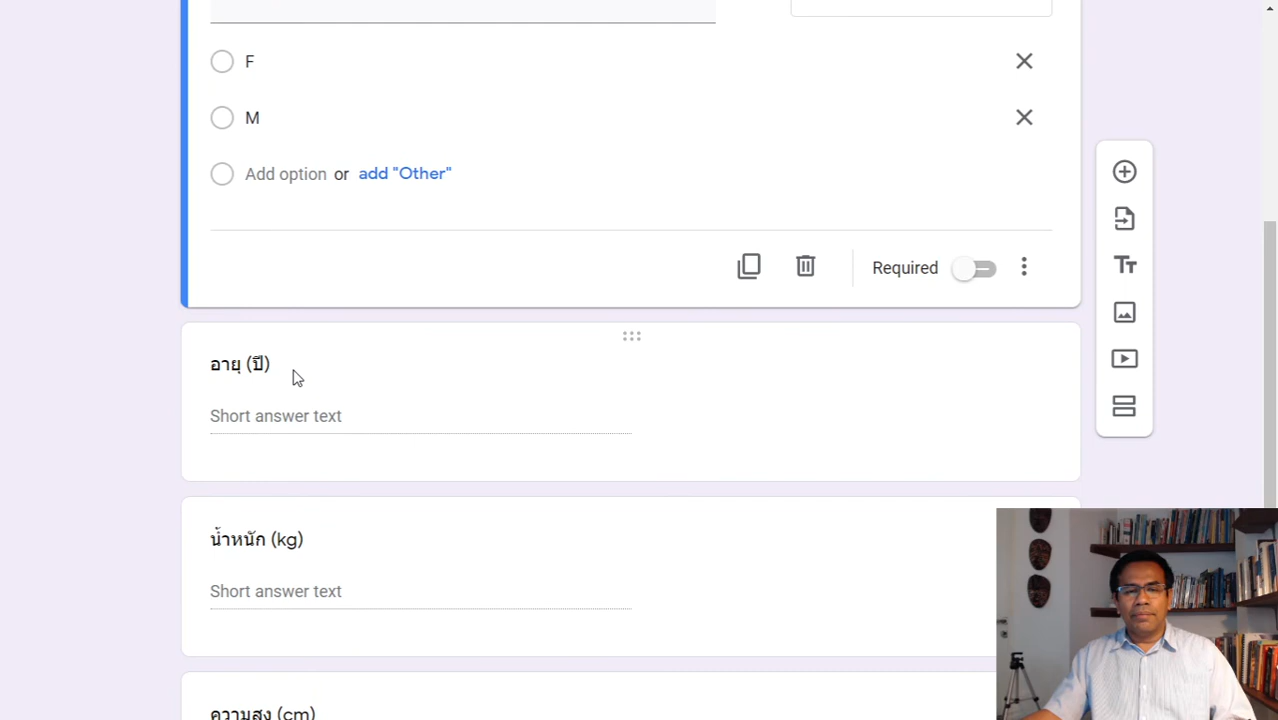 F
M
Add option or add "Other"
Required
อายุ (ปี)
Short answer text
น้ำหนัก (kg)
Short answer text
ความสูง (cm)